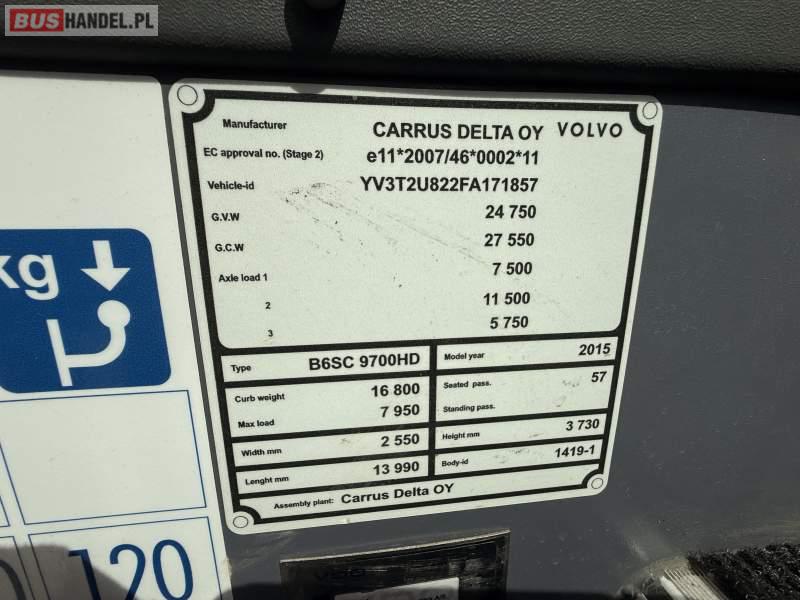 BUSHANDEL.PL
Manufacturer CARRUS DELTA OY VOLVO
EC approval no. (Stage 2) e11*2007/46*0002*11
Vehicle-id YV3T2U822FA171857
G.V.W 24 750
G.C.W 27 550
Axle load 1 7 500
2 11 500
3 5 750
Type B6SC 9700HD
Model year 2015
Curb weight 16 800
Seated pass. 57
Max load 7 950
Standing pass.
Width mm 2 550
Height mm 3 730
Lenght mm 13 990
Body-id 1419-1
Assembly plant: Carrus Delta OY
kg
120